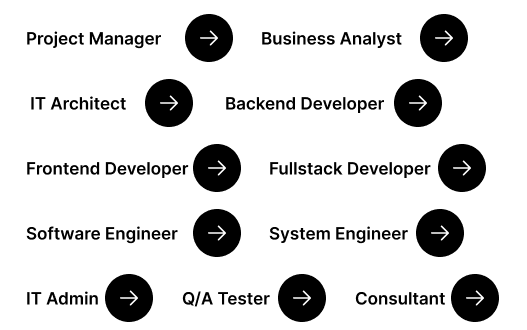 Project Manager
Business Analyst
IT Architect
Backend Developer
Frontend Developer
Fullstack Developer
Software Engineer
System Engineer
IT Admin
Q/A Tester
Consultant